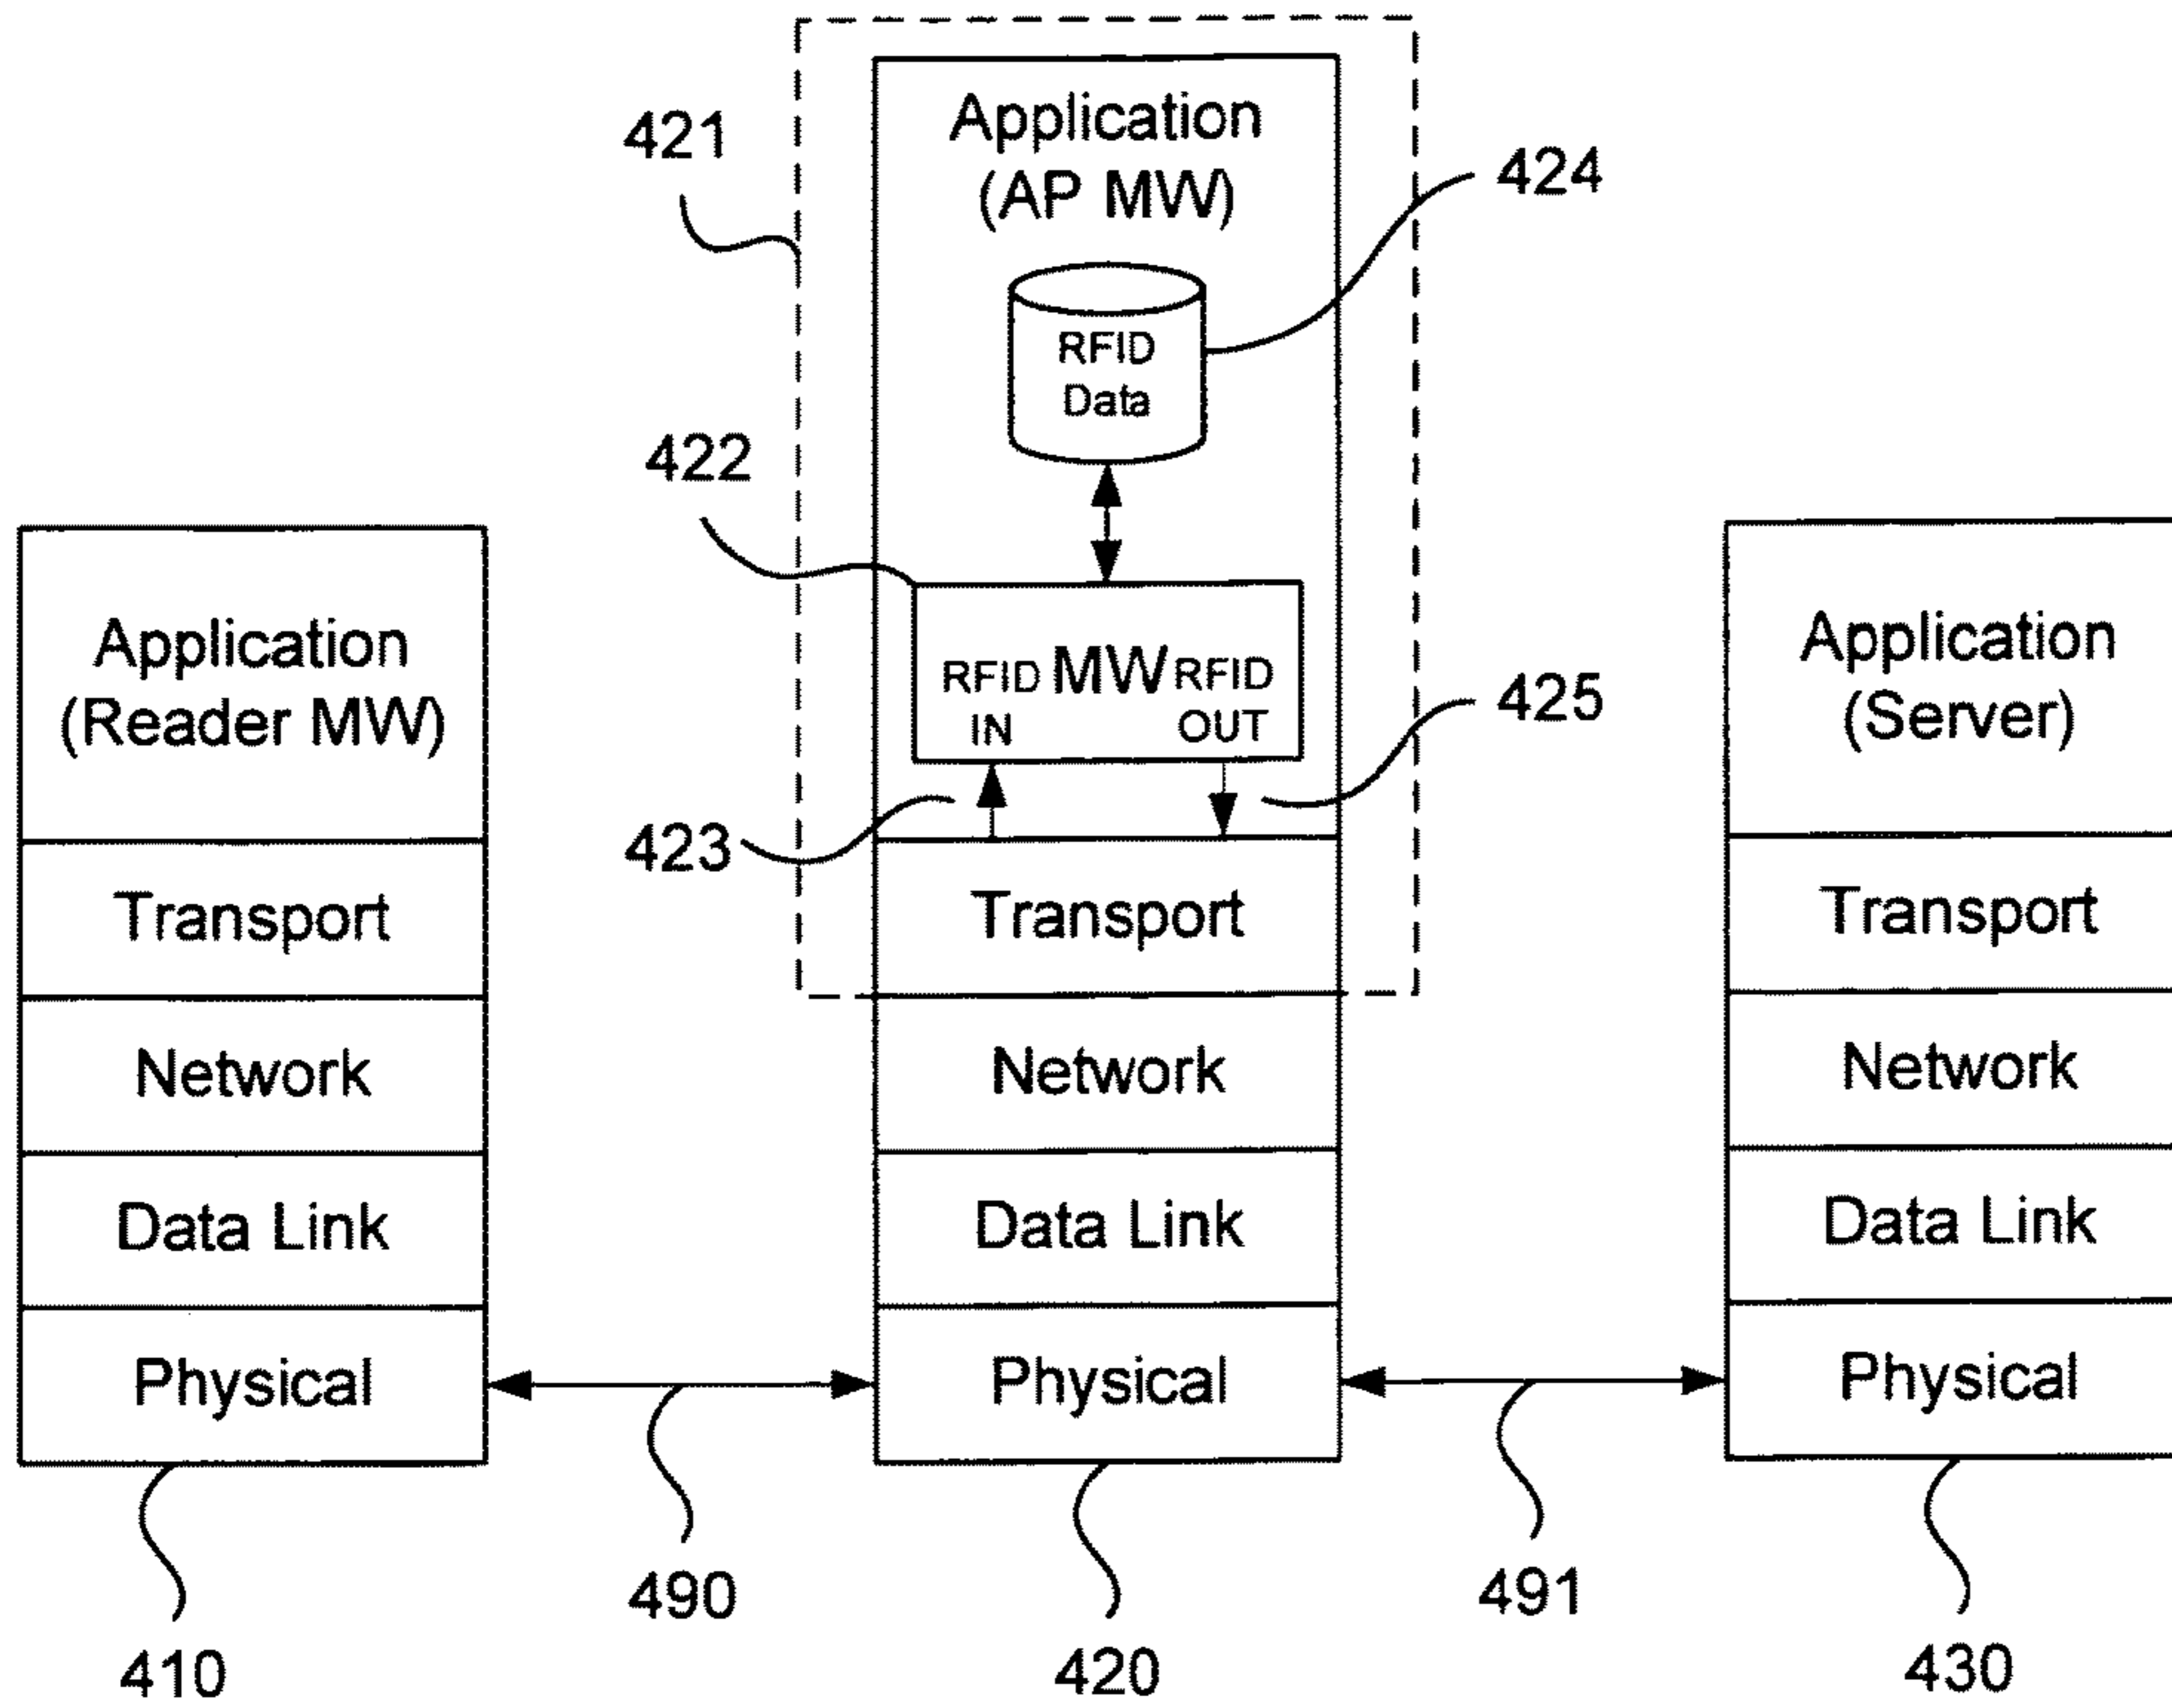 421
Application
(AP MW)
424
RFID
Data
422
Application
(Reader MW)
RFID
IN
MW
RFID
OUT
425
Application
(Server)
423
Transport
Transport
Transport
Network
Network
Network
Data Link
Data Link
Data Link
Physical
Physical
Physical
490
491
410
420
430